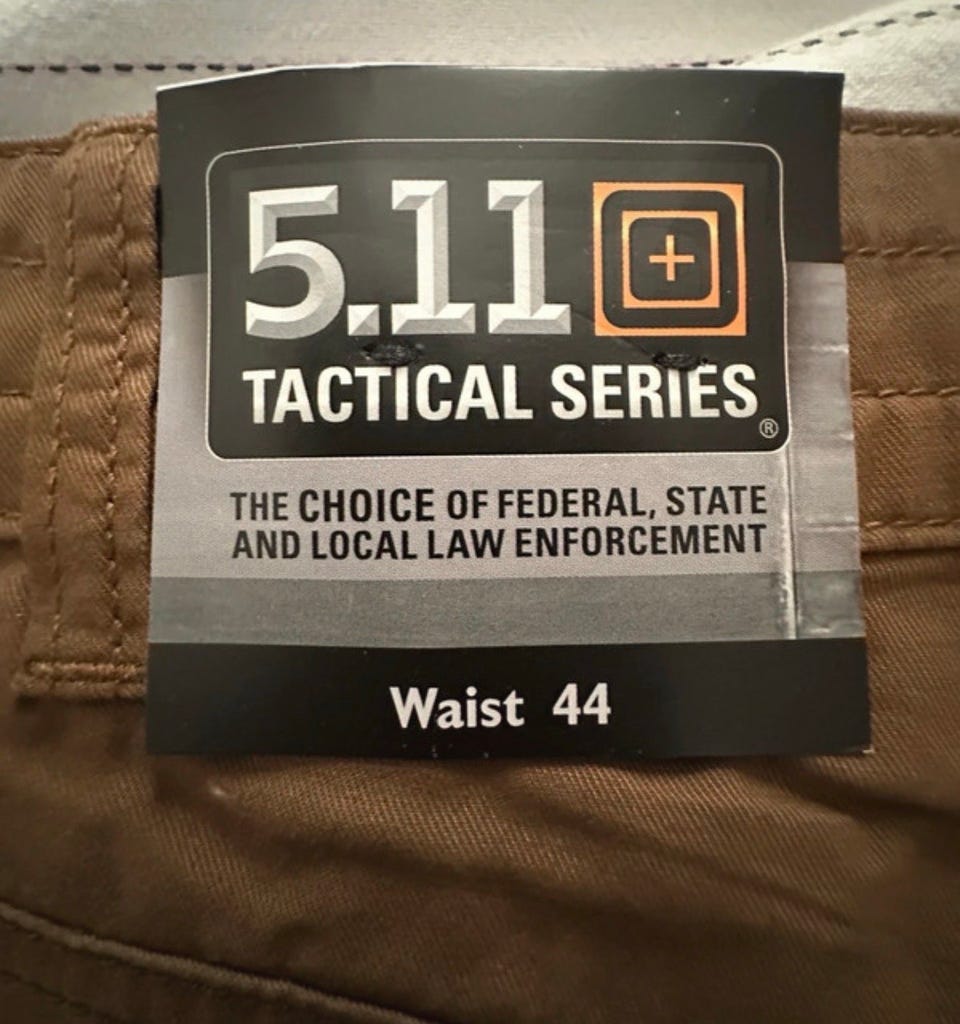 5.11
TACTICAL SERIES®
THE CHOICE OF FEDERAL, STATE
AND LOCAL LAW ENFORCEMENT
Waist 44